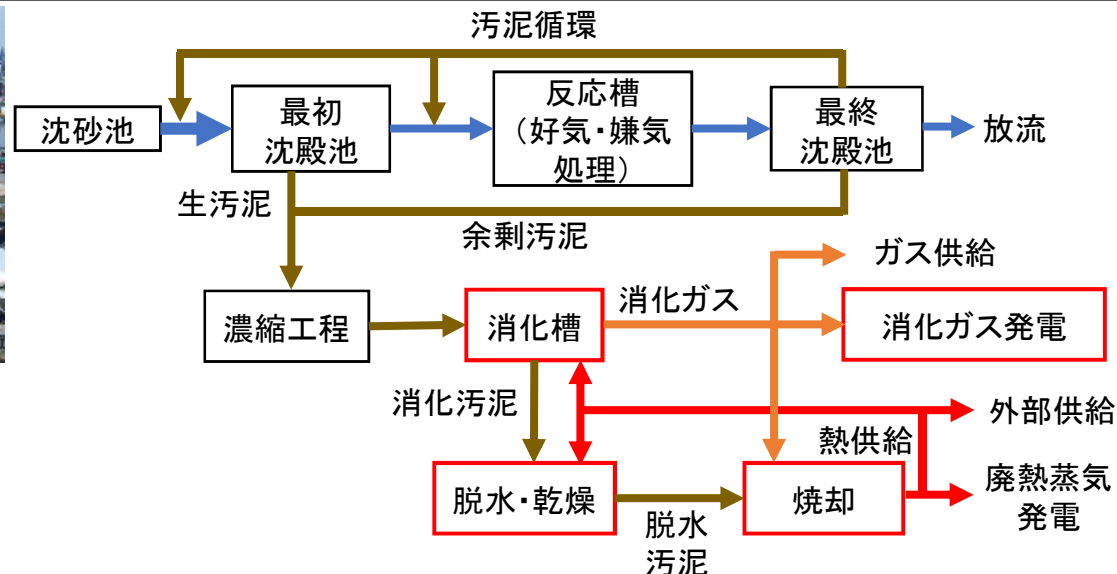 汚泥循環
沈砂池
最初
沈殿池
反応槽
（好気・嫌気
処理）
最終
沈殿池
放流
生汚泥
余剰汚泥
ガス供給
濃縮工程
消化槽
消化ガス
消化ガス発電
消化汚泥
外部供給
熱供給
脱水・乾燥
脱水
汚泥
焼却
廃熱蒸気
発電